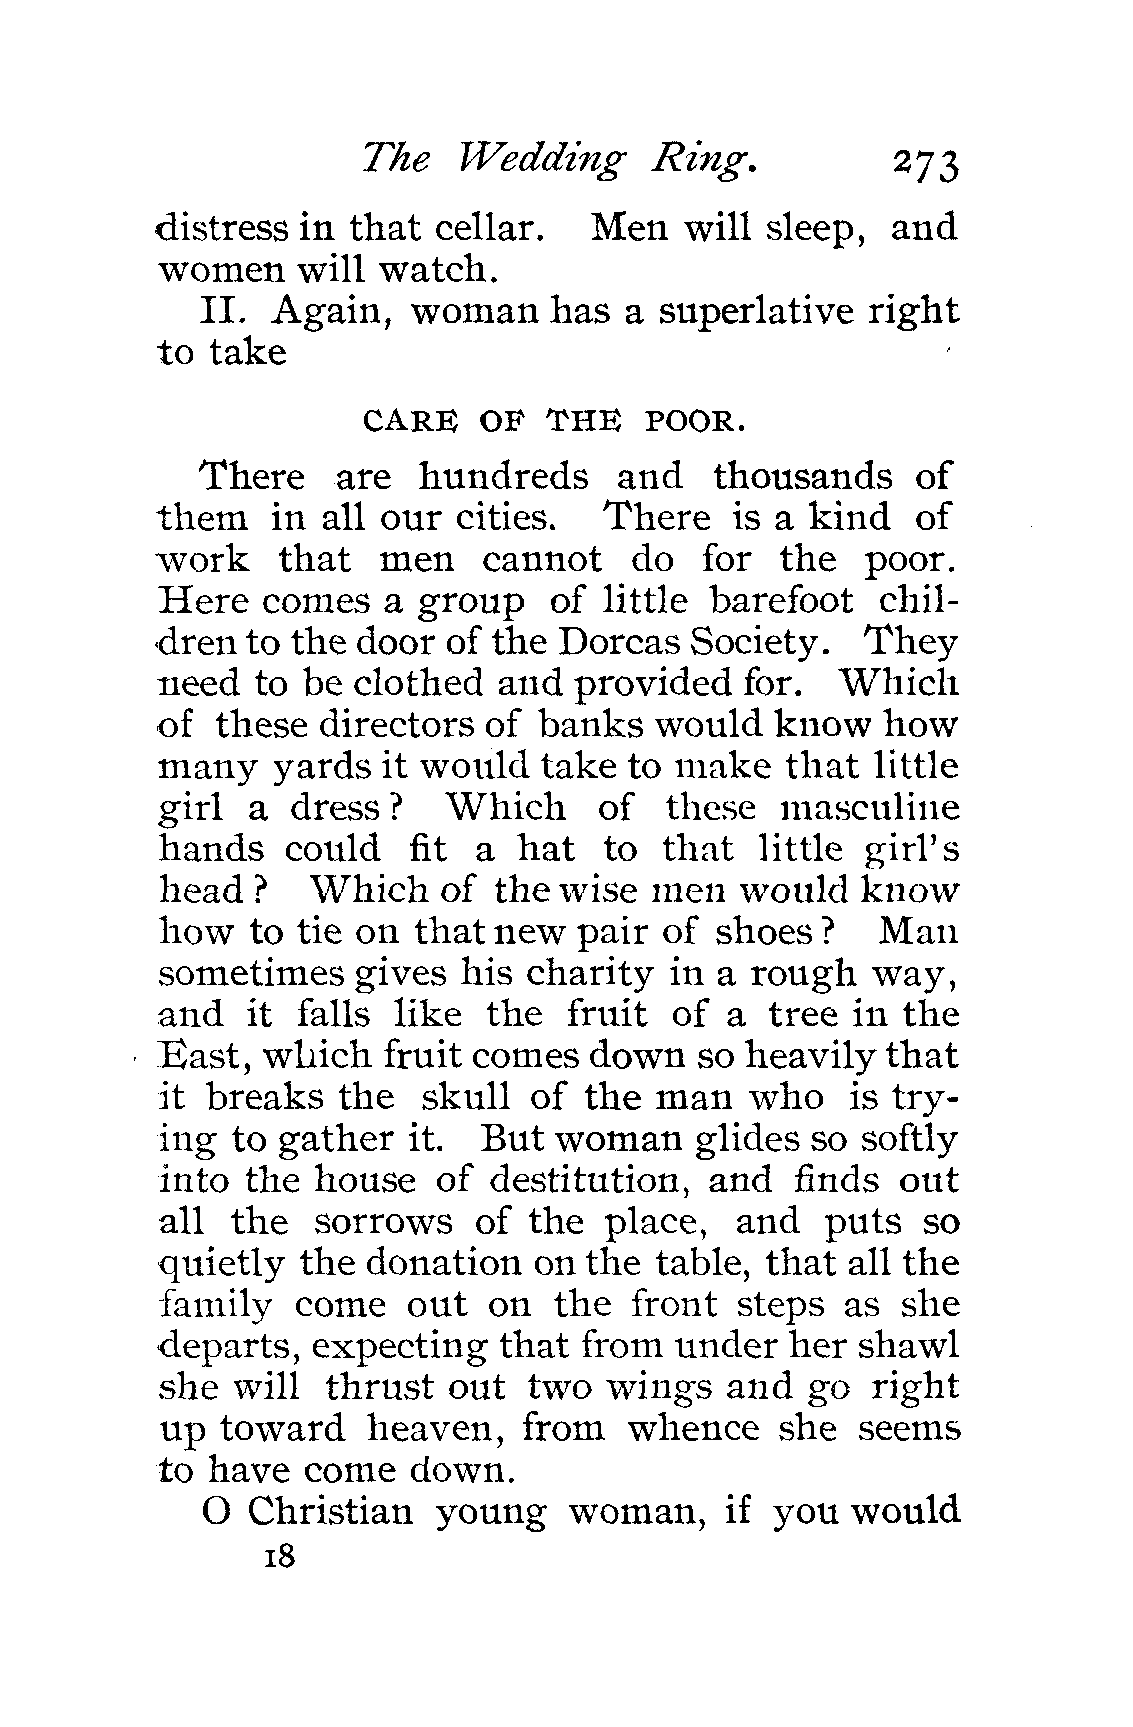 The Wedding Ring. 273
distress in that cellar. Men will sleep, and
women will watch.
II. Again, woman has a superlative right
to take
CARE OF THE POOR.
There are hundreds and thousands of
them in all our cities. There is a kind of
work that men cannot do for the poor.
Here comes a group of little barefoot chil-
dren to the door of the Dorcas Society. They
need to be clothed and provided for. Which
of these directors of banks would know how
many yards it would take to make that little
girl a dress? Which of these masculine
hands could fit a hat to that little girl's
head? Which of the wise men would know
how to tie on that new pair of shoes? Man
sometimes gives his charity in a rough way,
and it falls like the fruit of a tree in the
East, which fruit comes down so heavily that
it breaks the skull of the man who is try-
ing to gather it. But woman glides so softly
into the house of destitution, and finds out
all the sorrows of the place, and puts so
quietly the donation on the table, that all the
family come out on the front steps as she
departs, expecting that from under her shawl
she will thrust out two wings and go right
up toward heaven, from whence she seems
to have come down.
O Christian young woman, if you would
18